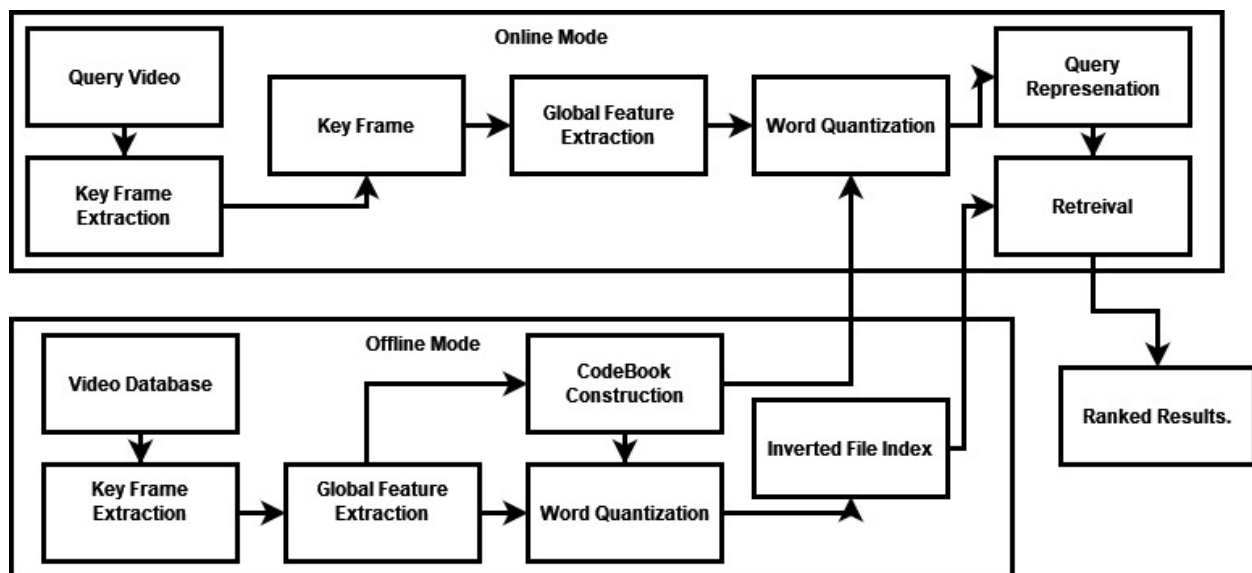 Online Mode
Query Video
Key Frame
Extraction
Key Frame
Global Feature
Extraction
Word Quantization
Query
Represenation
Retreival
Offline Mode
Video Database
Key Frame
Extraction
Global Feature
Extraction
CodeBook
Construction
Word Quantization
Inverted File Index
Ranked Results.